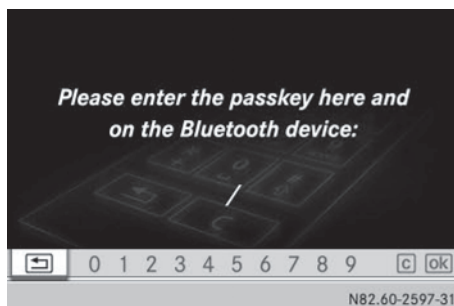 Please enter the passkey here and
on the Bluetooth device:
0 1 2 3 4 5 6 7 8 9 C ok
N82.60-2597-31